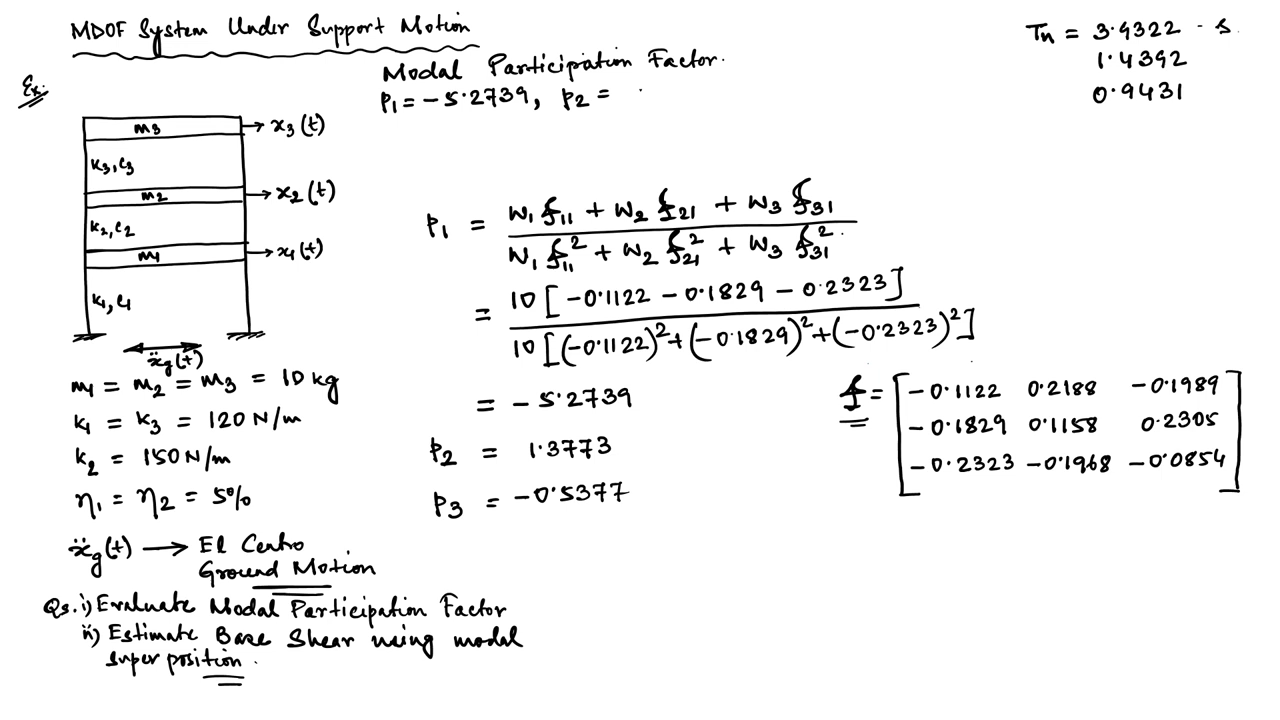 MDOF System Under Support Motion
Ex.
Modal Participation Factor.
p₁ = -5.2739, p₂ =
Tn = 3.4322 s
1.4392
0.9431
m₃ → x₃(t)
k₃, c₃
m₂ → x₂(t)
k₂, c₂
m₁ → x₁(t)
k₁, c₁
ẍg(t)
m₁ = m₂ = m₃ = 10 kg
k₁ = k₃ = 120 N/m
k₂ = 150 N/m
η₁ = η₂ = 5%
ẍg(t) → El Centro
Ground Motion
Qs. i) Evaluate Modal Participation Factor
ii) Estimate Base Shear using modal
super position.
p₁ = W₁ f₁₁ + W₂ f₂₁ + W₃ f₃₁
W₁ f₁₁² + W₂ f₂₁² + W₃ f₃₁²
= 10 [-0.1122 - 0.1829 - 0.2323]
10 [(-0.1122)² + (-0.1829)² + (-0.2323)²]
= -5.2739
p₂ = 1.3773
p₃ = -0.5377
f = [-0.1122 0.2188 -0.1989
-0.1829 0.1158 0.2305
-0.2323 -0.1968 -0.0854]